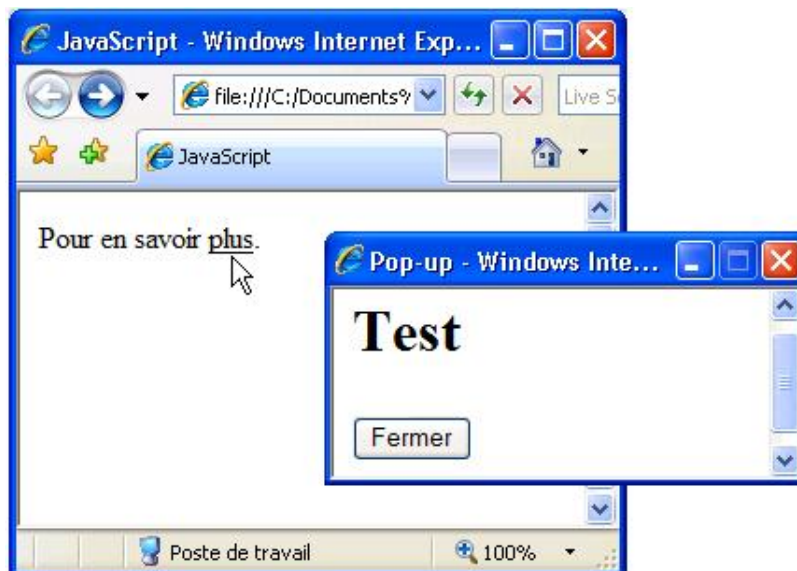 JavaScript - Windows Internet Exp...
file:///C:/Documents%
Live Se
JavaScript
Pour en savoir plus.
Pop-up - Windows Inte...
Test
Fermer
Poste de travail
100%